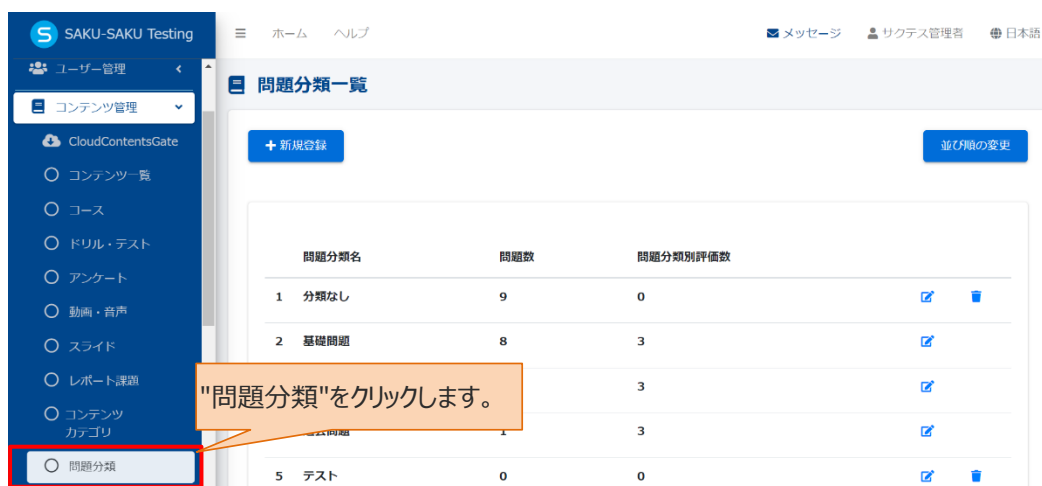 SAKU-SAKU Testing
ホーム ヘルプ
メッセージ サクテス管理者 日本語
ユーザー管理
コンテンツ管理
CloudContentsGate
コンテンツ一覧
コース
ドリル・テスト
アンケート
動画・音声
スライド
レポート課題
コンテンツ
カテゴリ
問題分類
問題分類一覧
+ 新規登録
並び順の変更
問題分類名 問題数 問題分類別評価数
1 分類なし 9 0
2 基礎問題 8 3
3
1 3
5 テスト 0 0
"問題分類"をクリックします。